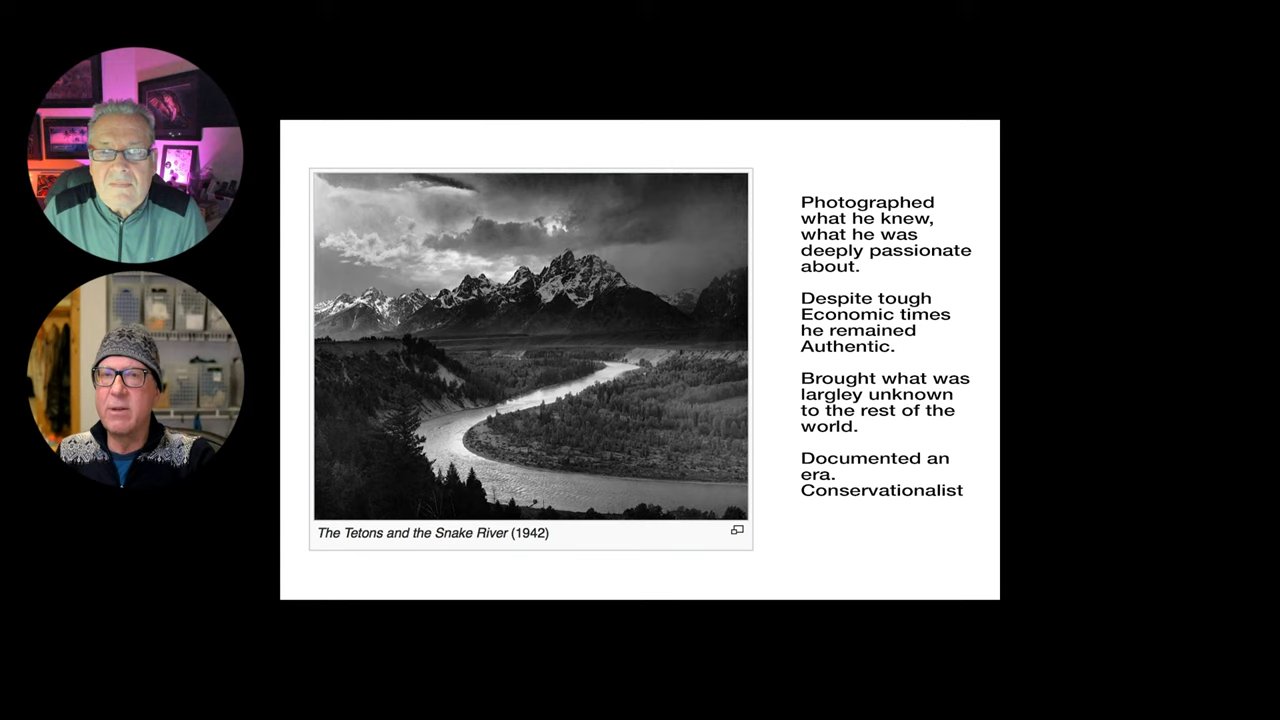 The Tetons and the Snake River (1942)
Photographed
what he knew,
what he was
deeply passionate
about.
Despite tough
Economic times
he remained
Authentic.
Brought what was
largley unknown
to the rest of the
world.
Documented an
era.
Conservationalist